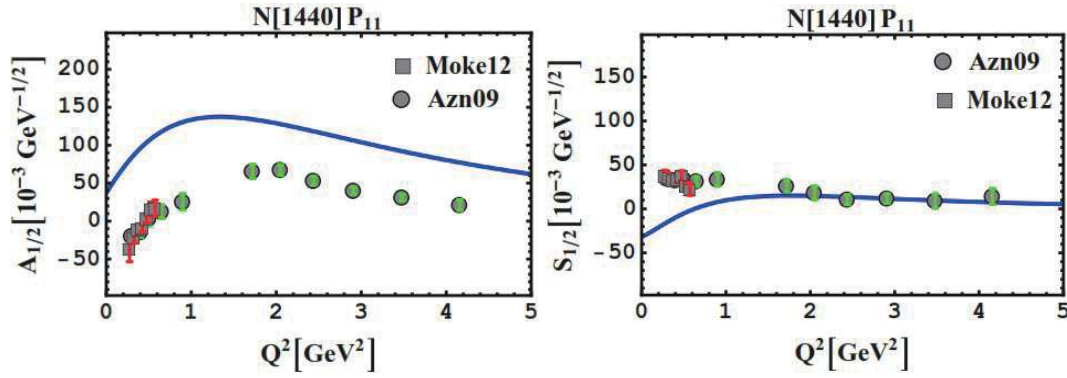 N[1440]P₁₁
A₁/₂[10⁻³ GeV⁻¹/²]
200
150
100
50
0
-50
Moke12
Azn09
0 1 2 3 4 5
Q²[GeV²]
N[1440]P₁₁
S₁/₂[10⁻³ GeV⁻¹/²]
150
100
50
0
-50
Azn09
Moke12
0 1 2 3 4 5
Q²[GeV²]